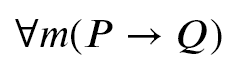 ∀m(P → Q)